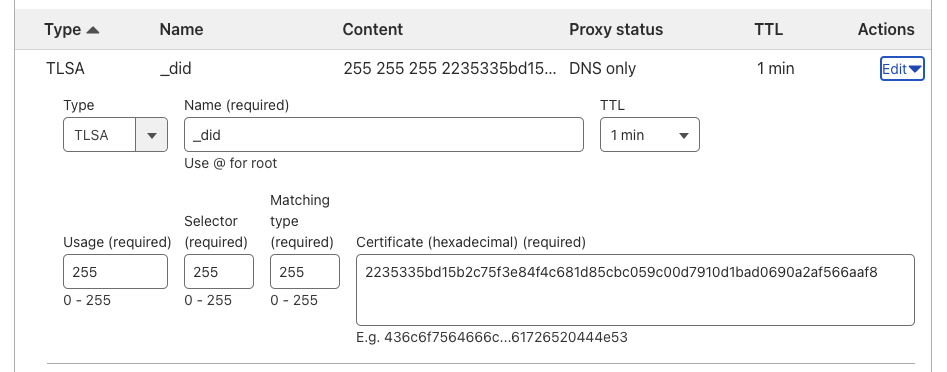 Type Name Content Proxy status TTL Actions
TLSA _did 255 255 255 2235335bd15... DNS only 1 min Edit
Type Name (required) TTL
TLSA _did 1 min
Use @ for root
Matching
Selector type
Usage (required) (required) (required) Certificate (hexadecimal) (required)
255 255 255 2235335bd15b2c75f3e84f4c681d85cbc059c00d7910d1bad0690a2af566aaf8
0 - 255 0 - 255 0 - 255
E.g. 436c6f7564666c...61726520444e53